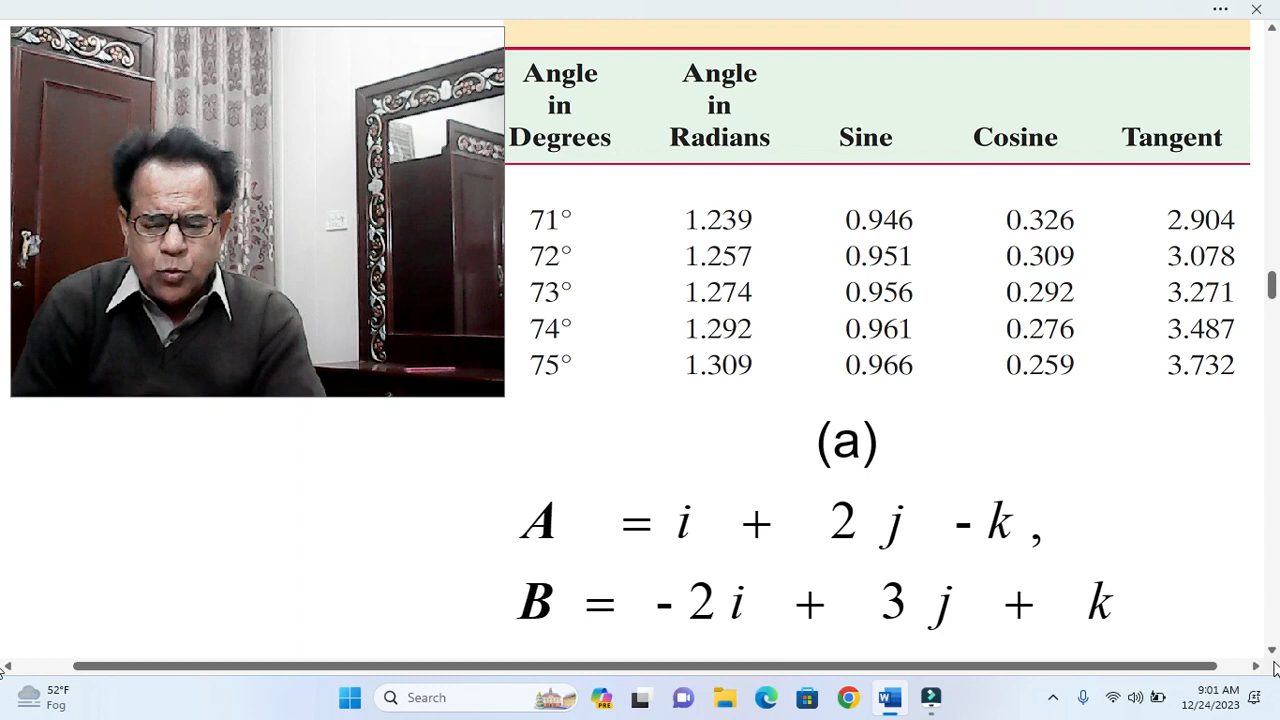 Angle Angle
in in
Degrees Radians Sine Cosine Tangent
71° 1.239 0.946 0.326 2.904
72° 1.257 0.951 0.309 3.078
73° 1.274 0.956 0.292 3.271
74° 1.292 0.961 0.276 3.487
75° 1.309 0.966 0.259 3.732
(a)
A = i + 2 j - k ,
B = - 2 i + 3 j + k
52°F
Fog
Search
PRE
9:01 AM
12/24/2023